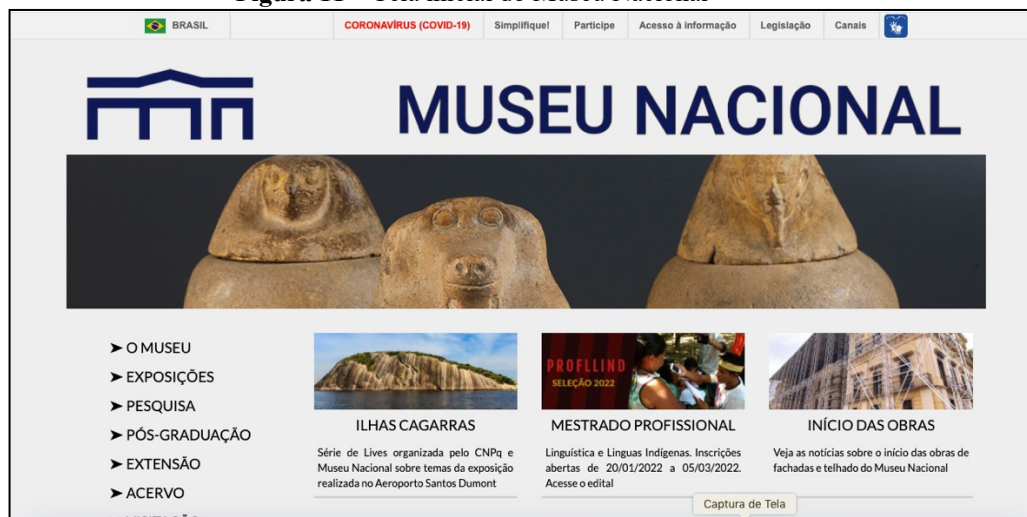 BRASIL CORONAVÍRUS (COVID-19) Simplifique! Participe Acesso à informação Legislação Canais
MUSEU NACIONAL
➤ O MUSEU
➤ EXPOSIÇÕES
➤ PESQUISA
➤ PÓS-GRADUAÇÃO
➤ EXTENSÃO
➤ ACERVO
ILHAS CAGARRAS
Série de Lives organizada pelo CNPq e
Museu Nacional sobre temas da exposição
realizada no Aeroporto Santos Dumont
PROFLLIND
SELEÇÃO 2022
MESTRADO PROFISSIONAL
Linguística e Línguas Indígenas. Inscrições
abertas de 20/01/2022 a 05/03/2022.
Acesse o edital
INÍCIO DAS OBRAS
Veja as notícias sobre o início das obras de
fachadas e telhado do Museu Nacional
Captura de Tela